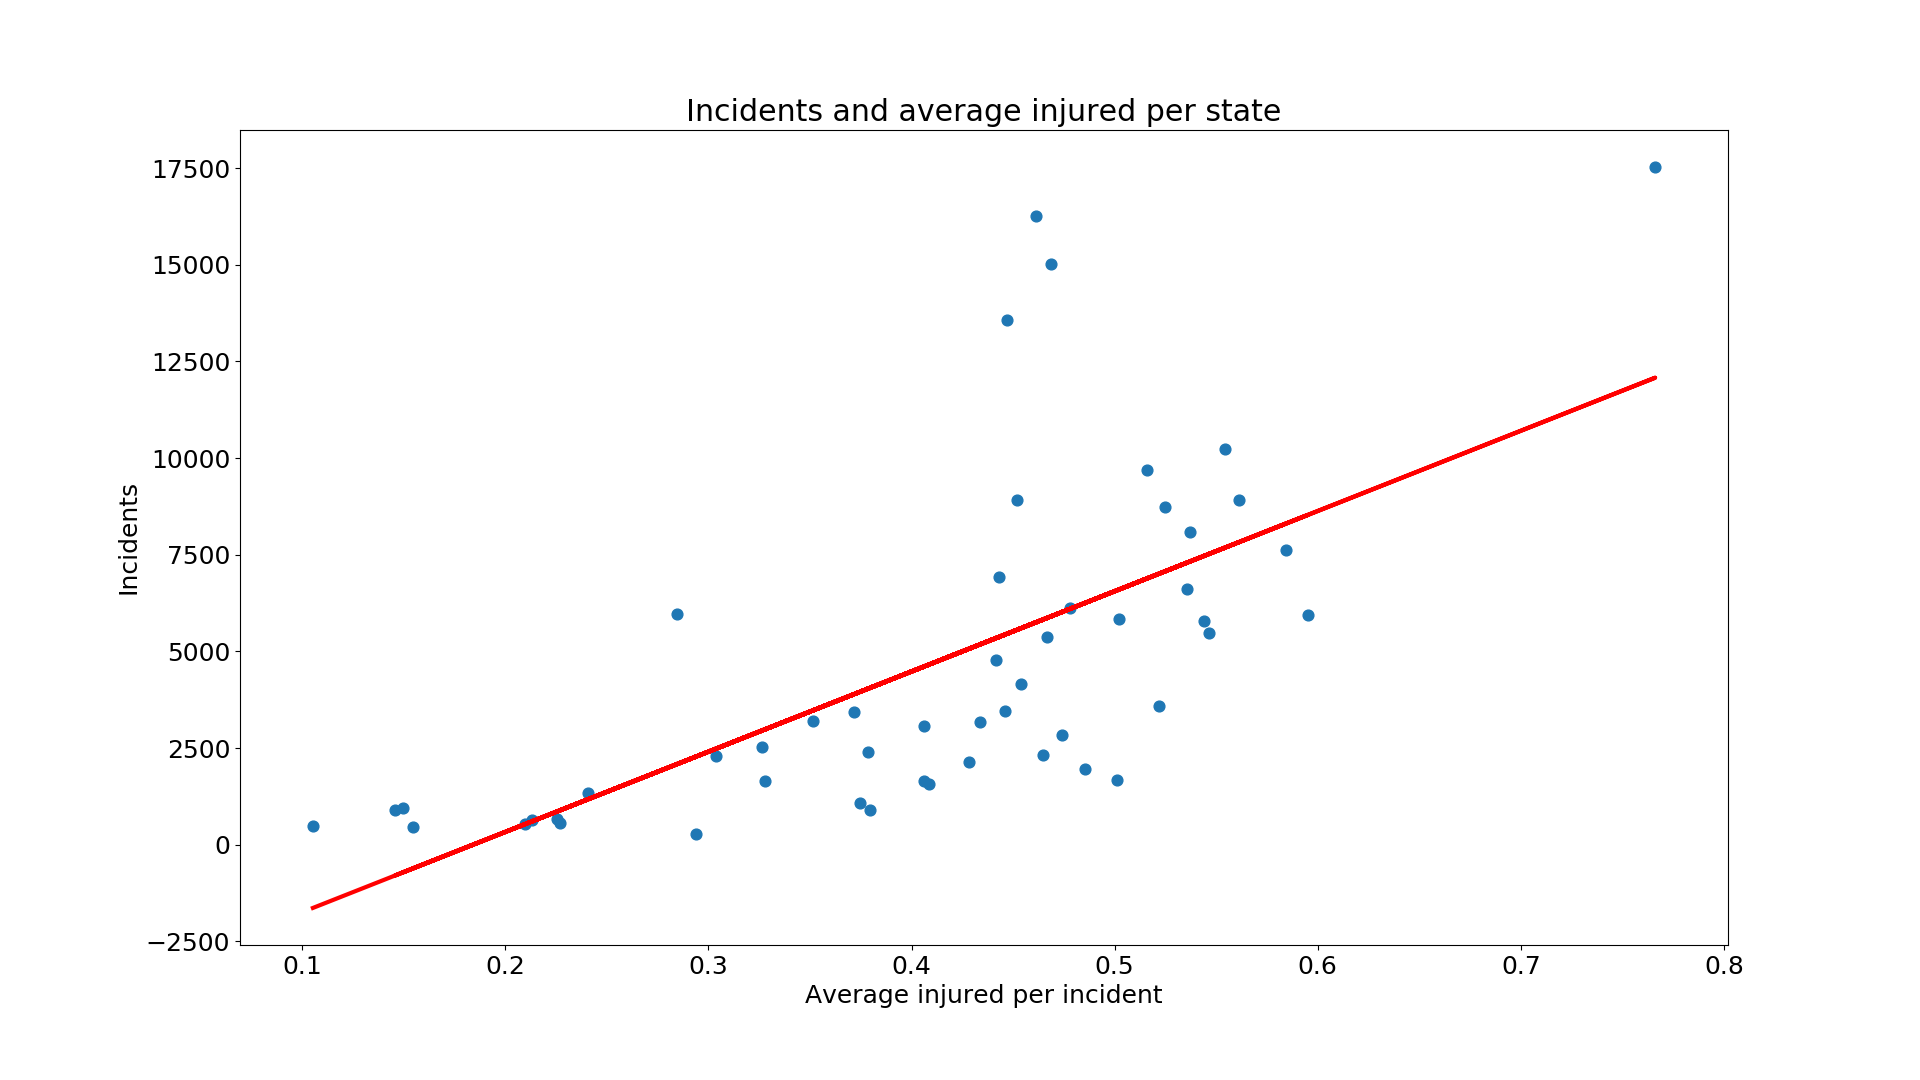 Incidents and average injured per state
17500
15000
12500
10000
7500
5000
2500
0
−2500
Incidents
0.1 0.2 0.3 0.4 0.5 0.6 0.7 0.8
Average injured per incident